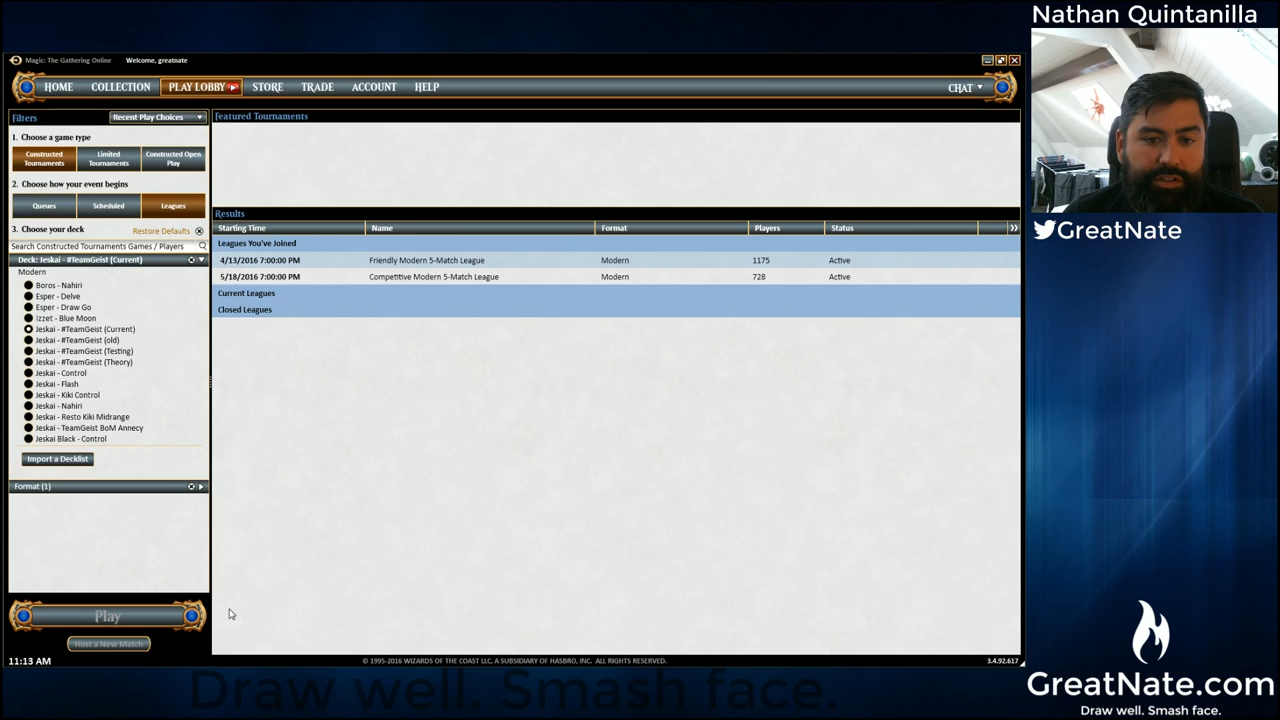 Nathan Quintanilla
Magic: The Gathering Online Welcome, greatnate
HOME COLLECTION PLAY LOBBY STORE TRADE ACCOUNT HELP CHAT
Filters Recent Play Choices
1. Choose a game type
Constructed Tournaments Limited Tournaments Constructed Open Play
2. Choose how your event begins
Queues Scheduled Leagues
3. Choose your deck Restore Defaults
Search Constructed Tournaments Games / Players
Deck: Jeskai - #TeamGeist (Current)
Modern
Boros - Nahiri
Esper - Delve
Esper - Draw Go
Izzet - Blue Moon
Jeskai - #TeamGeist (Current)
Jeskai - #TeamGeist (old)
Jeskai - #TeamGeist (Testing)
Jeskai - #TeamGeist (Theory)
Jeskai - Control
Jeskai - Flash
Jeskai - Kiki Control
Jeskai - Nahiri
Jeskai - Resto Kiki Midrange
Jeskai - TeamGeist BoM Annecy
Jeskai Black - Control
Import a Decklist
Format (1)
Play
Host a New Match
11:13 AM
Featured Tournaments
Results
Starting Time Name Format Players Status
Leagues You've Joined
4/13/2016 7:00:00 PM Friendly Modern 5-Match League Modern 1175 Active
5/18/2016 7:00:00 PM Competitive Modern 5-Match League Modern 728 Active
Current Leagues
Closed Leagues
© 1995-2016 WIZARDS OF THE COAST LLC, A SUBSIDIARY OF HASBRO, INC. ALL RIGHTS RESERVED.
3.4.92.617
Draw well. Smash face.
GreatNate
GreatNate.com
Draw well. Smash face.